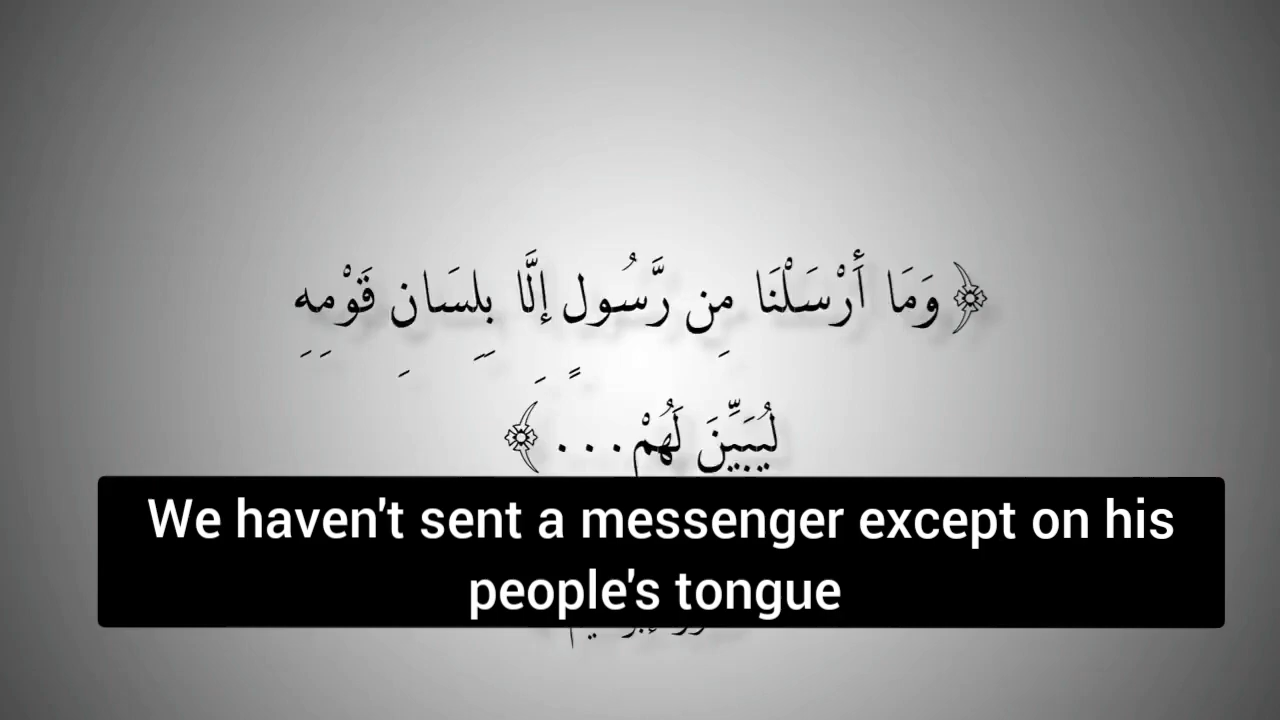 ﴿ وَمَا أَرْسَلْنَا مِن رَّسُولٍ إِلَّا بِلِسَانِ قَوْمِهِ
لِيُبَيِّنَ لَهُمْ... ﴾
We haven't sent a messenger except on his
people's tongue